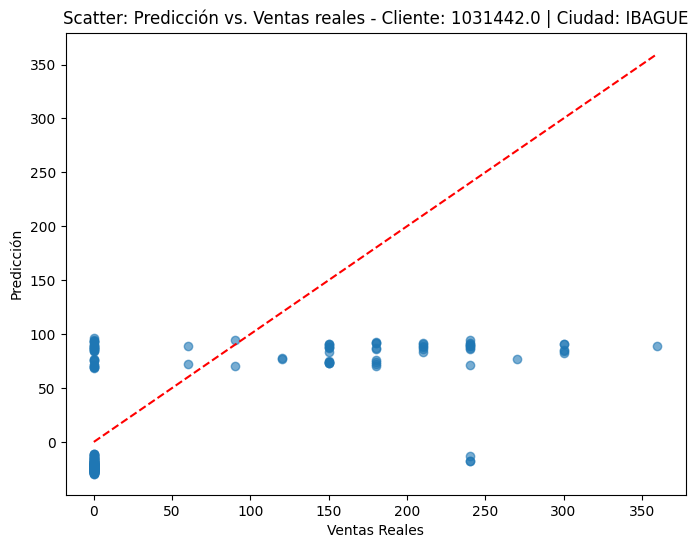 Scatter: Predicción vs. Ventas reales - Cliente: 1031442.0 | Ciudad: IBAGUE
350
300
250
200
150
100
50
0
Predicción
0 50 100 150 200 250 300 350
Ventas Reales